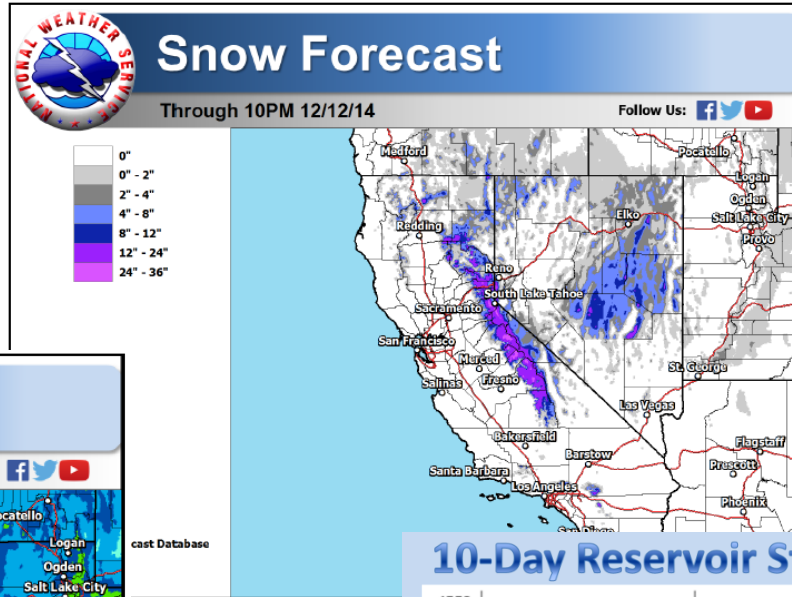 NATIONAL WEATHER SERVICE
Snow Forecast
Through 10PM 12/12/14
Follow Us:
0"
0" - 2"
2" - 4"
4" - 8"
8" - 12"
12" - 24"
24" - 36"
Medford
Pocatello
Logan
Ogden
Salt Lake City
Provo
Elko
Redding
Reno
South Lake Tahoe
Sacramento
San Francisco
Merced
Salinas
Fresno
St. George
Las Vegas
Bakersfield
Flagstaff
Barstow
Prescott
Santa Barbara
Los Angeles
Phoenix
San Diego
ocatello
Logan
Ogden
Salt Lake City
cast Database
10-Day Reservoir St